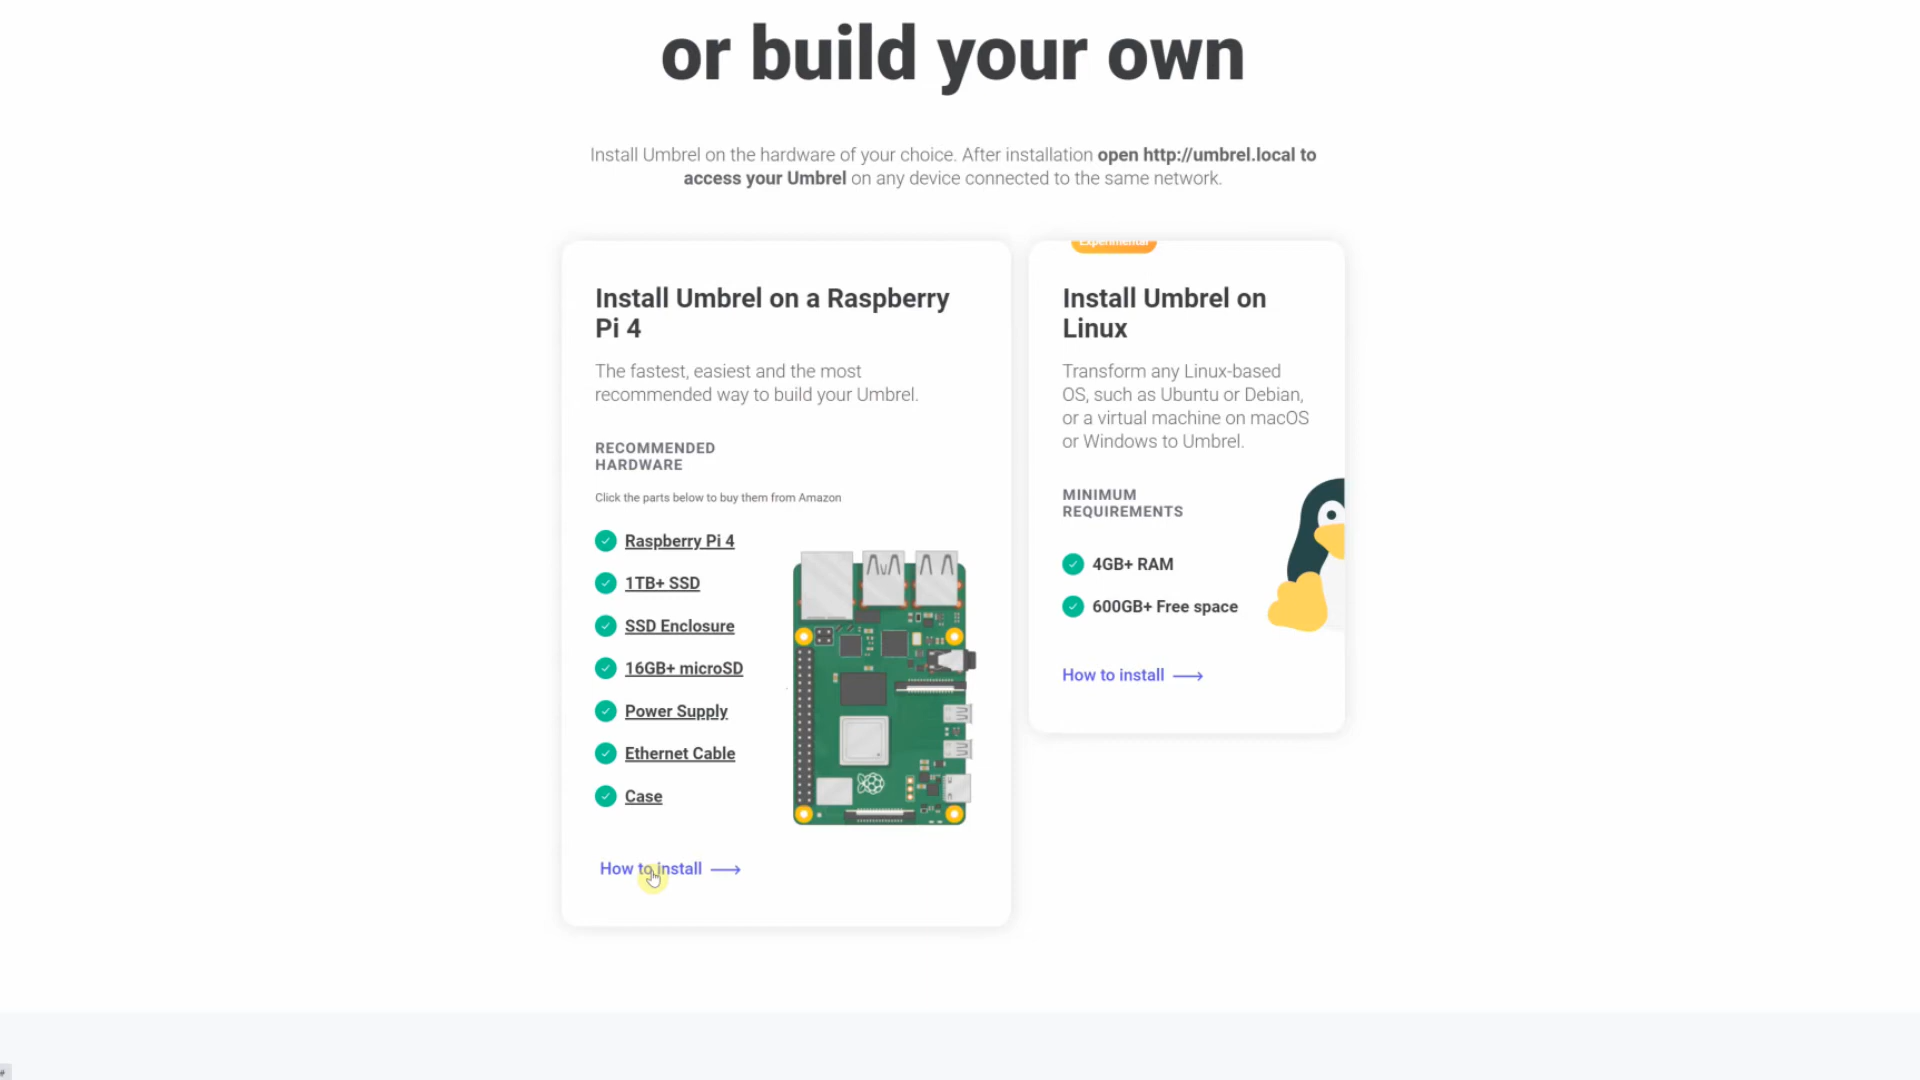 or build your own
Install Umbrel on the hardware of your choice. After installation open http://umbrel.local to
access your Umbrel on any device connected to the same network.
Experimental
Install Umbrel on a Raspberry
Pi 4
The fastest, easiest and the most
recommended way to build your Umbrel.
RECOMMENDED
HARDWARE
Click the parts below to buy them from Amazon
Raspberry Pi 4
1TB+ SSD
SSD Enclosure
16GB+ microSD
Power Supply
Ethernet Cable
Case
How to install
Install Umbrel on
Linux
Transform any Linux-based
OS, such as Ubuntu or Debian,
or a virtual machine on macOS
or Windows to Umbrel.
MINIMUM
REQUIREMENTS
4GB+ RAM
600GB+ Free space
How to install
#